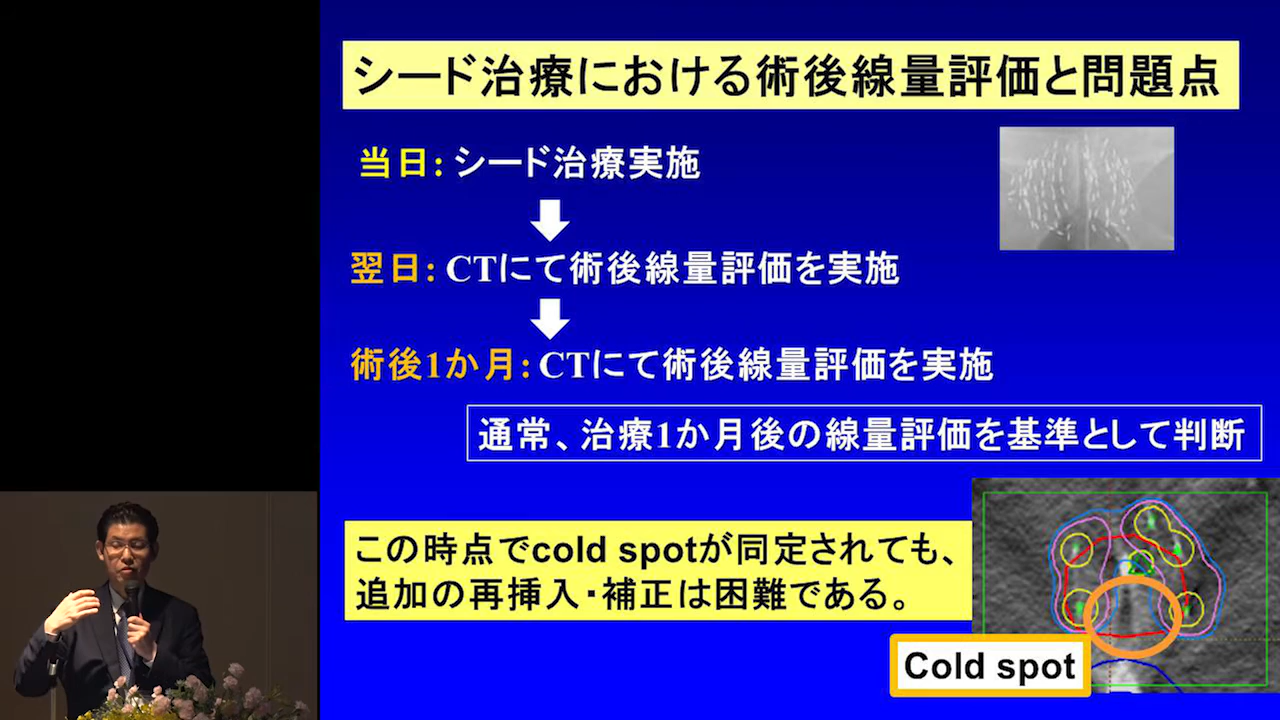 シード治療における術後線量評価と問題点
当日: シード治療実施
翌日: CTにて術後線量評価を実施
術後1か月: CTにて術後線量評価を実施
通常、治療1か月後の線量評価を基準として判断
この時点でcold spotが同定されても、
追加の再挿入・補正は困難である。
Cold spot